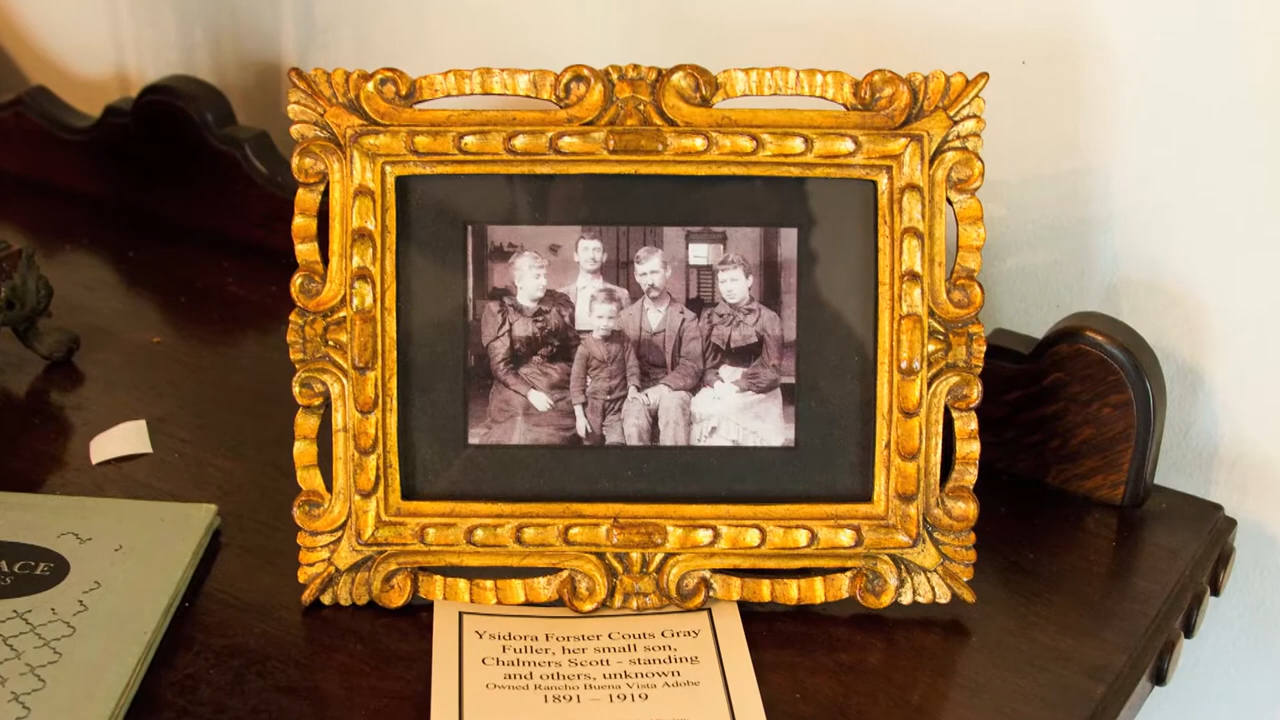 ACE
Ysidora Forster Couts Gray
Fuller, her small son,
Chalmers Scott - standing
and others, unknown
Owned Rancho Buena Vista Adobe
1891 – 1919